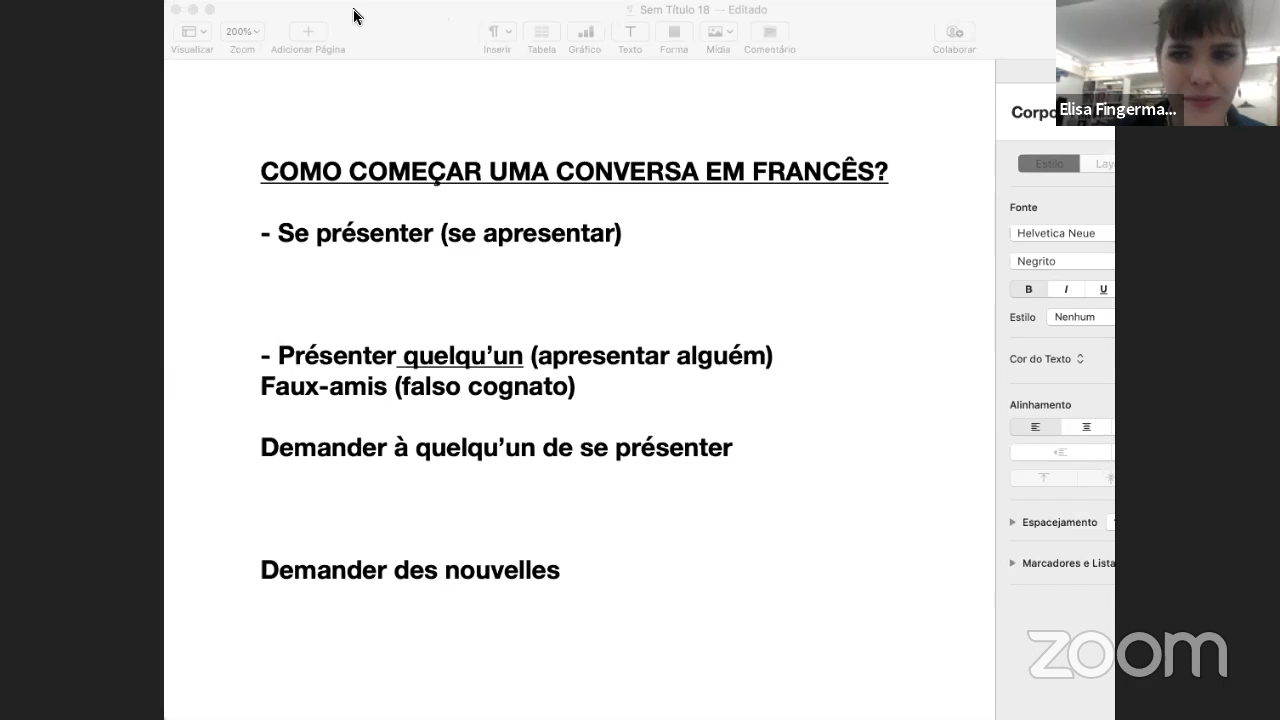 Sem Título 18 — Editado
200%
Visualizar
Zoom
Adicionar Página
Inserir
Tabela
Gráfico
Texto
Forma
Mídia
Comentário
Colaborar
Elisa Fingerma...
COMO COMEÇAR UMA CONVERSA EM FRANCÊS?
- Se présenter (se apresentar)
- Présenter quelqu’un (apresentar alguém)
Faux-amis (falso cognato)
Demander à quelqu’un de se présenter
Demander des nouvelles
Corpo
Estilo
Lay
Fonte
Helvetica Neue
Negrito
B I U
Estilo Nenhum
Cor do Texto
Alinhamento
Espacejamento
Marcadores e Lista
zoom